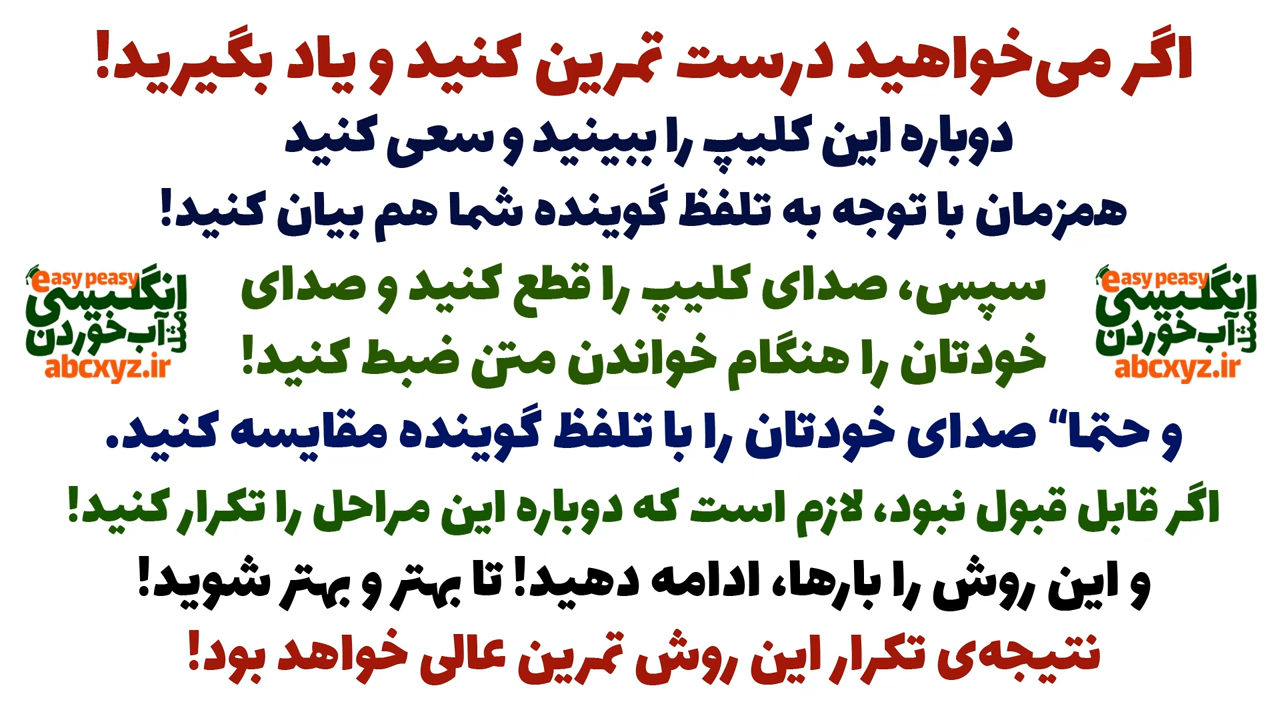 اگر می‌خواهید درست تمرین کنید و یاد بگیرید!
دوباره این کلیپ را ببینید و سعی کنید
همزمان با توجه به تلفظ گوینده شما هم بیان کنید!
سپس، صدای کلیپ را قطع کنید و صدای
خودتان را هنگام خواندن متن ضبط کنید!
و حتما“ صدای خودتان را با تلفظ گوینده مقایسه کنید.
اگر قابل قبول نبود، لازم است که دوباره این مراحل را تکرار کنید!
و این روش را بارها، ادامه دهید! تا بهتر و بهتر شوید!
نتیجه‌ی تکرار این روش تمرین عالی خواهد بود!
easy peasy
انگلیسی
مثل آب خوردن
abcxyz.ir
easy peasy
انگلیسی
مثل آب خوردن
abcxyz.ir